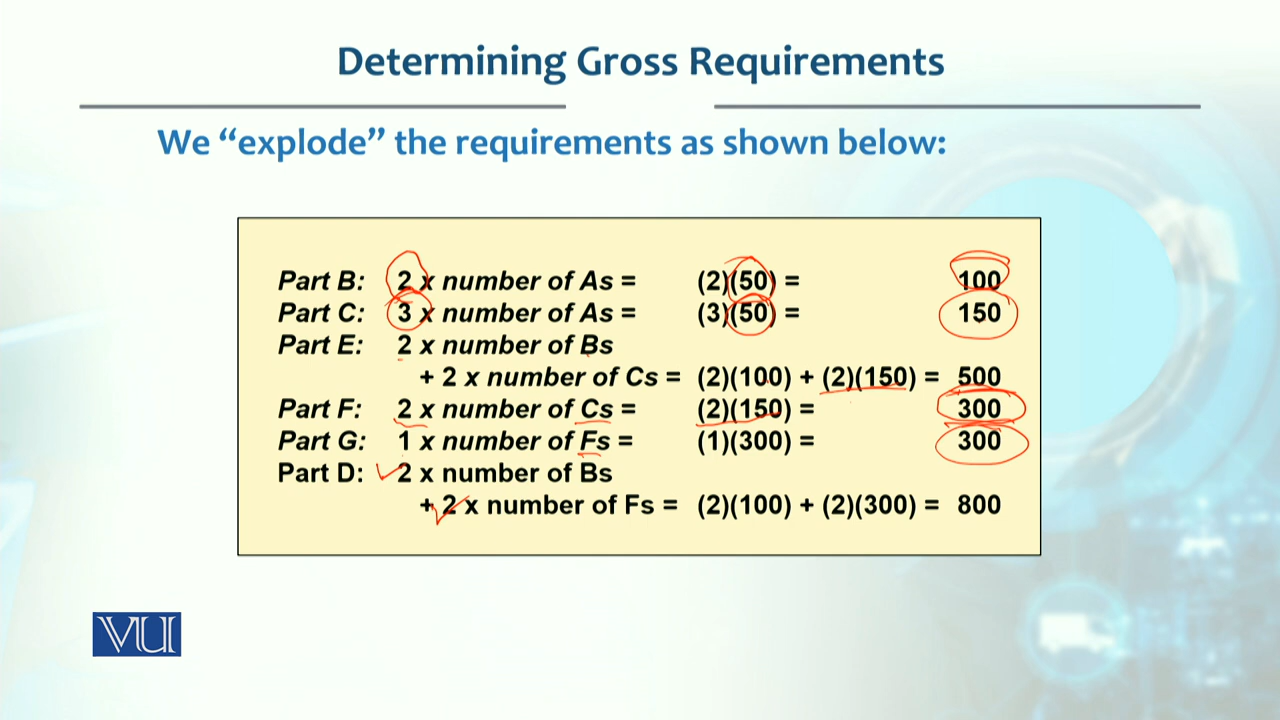 Determining Gross Requirements
We “explode” the requirements as shown below:
Part B: 2 x number of As = (2)(50) = 100
Part C: 3 x number of As = (3)(50) = 150
Part E: 2 x number of Bs
+ 2 x number of Cs = (2)(100) + (2)(150) = 500
Part F: 2 x number of Cs = (2)(150) = 300
Part G: 1 x number of Fs = (1)(300) = 300
Part D: 2 x number of Bs
+ 2 x number of Fs = (2)(100) + (2)(300) = 800
VU